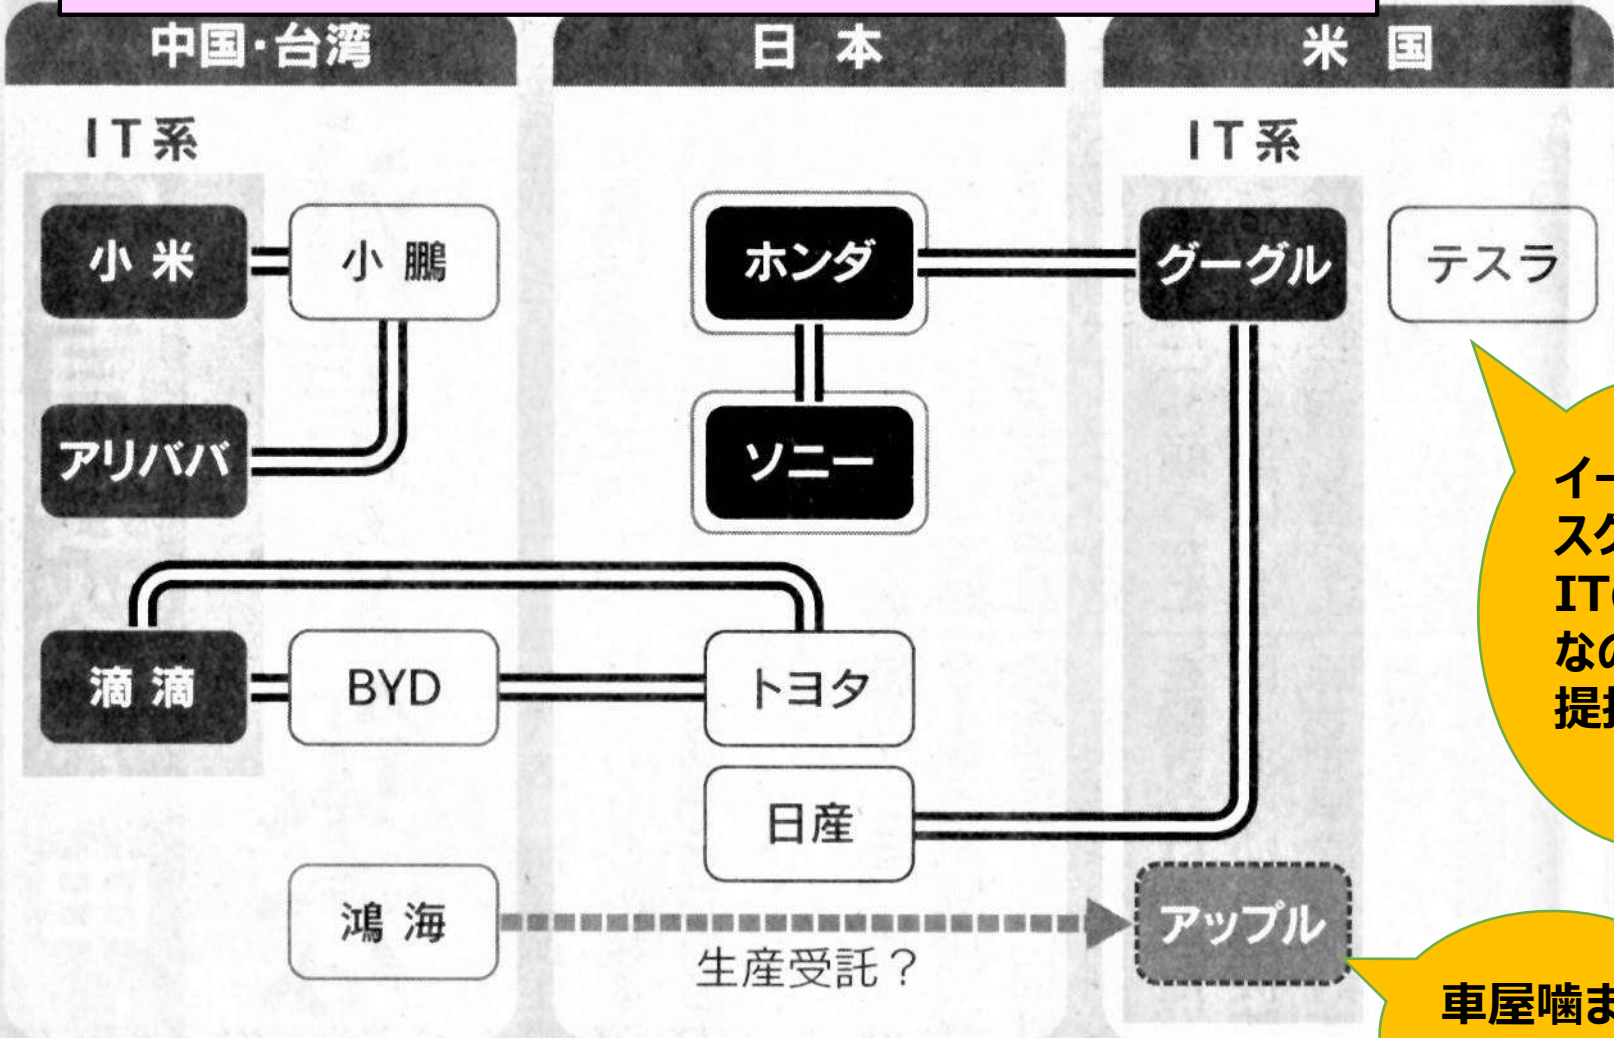 中国・台湾
日本
米国
IT系
IT系
小米
小鵬
ホンダ
グーグル
テスラ
アリババ
ソニー
滴滴
BYD
トヨタ
日産
鴻海
生産受託？
アップル
イー
スク
IT
なの
提
車屋噛ま